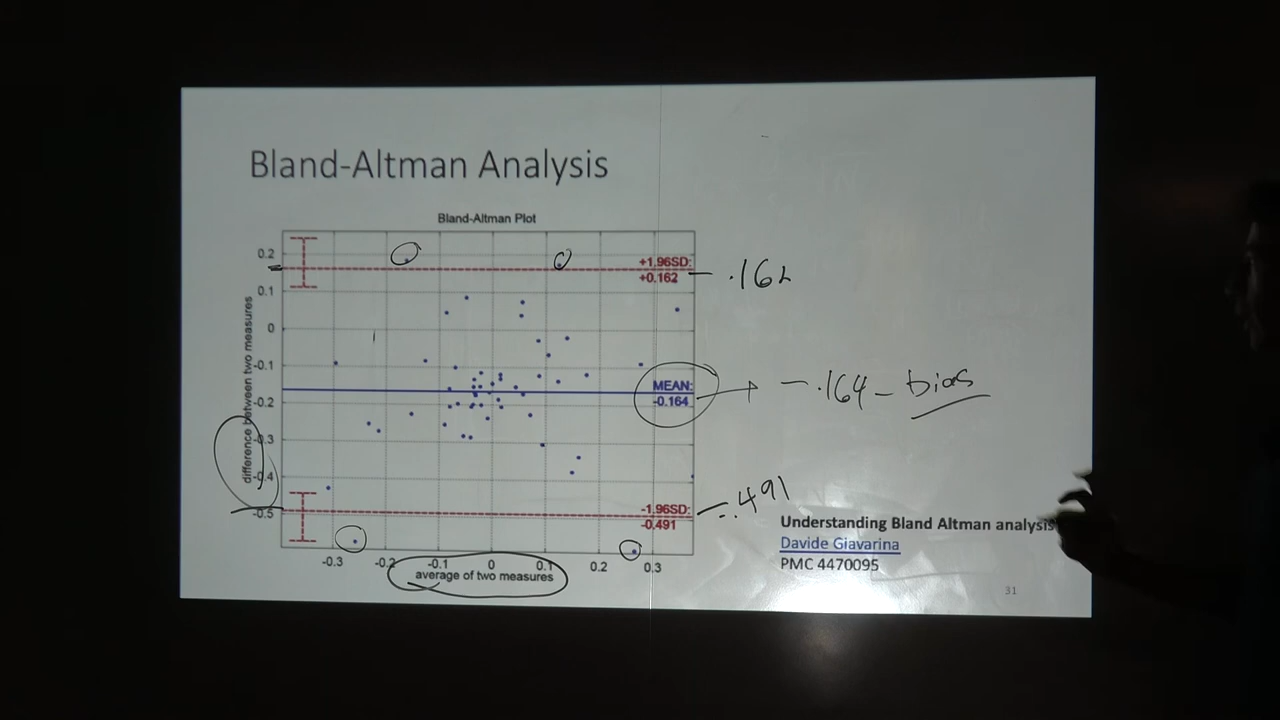 Bland-Altman Analysis
Bland-Altman Plot
difference between two measures
0.2
0.1
0
-0.1
-0.2
-0.3
-0.4
-0.5
+1.96SD:
+0.162
.162
MEAN:
-0.164
-.164 - bias
-1.96SD:
-0.491
-.491
-0.3
-0.2
-0.1
0
0.1
0.2
0.3
average of two measures
Understanding Bland Altman analysis
Davide Giavarina
PMC 4470095
31